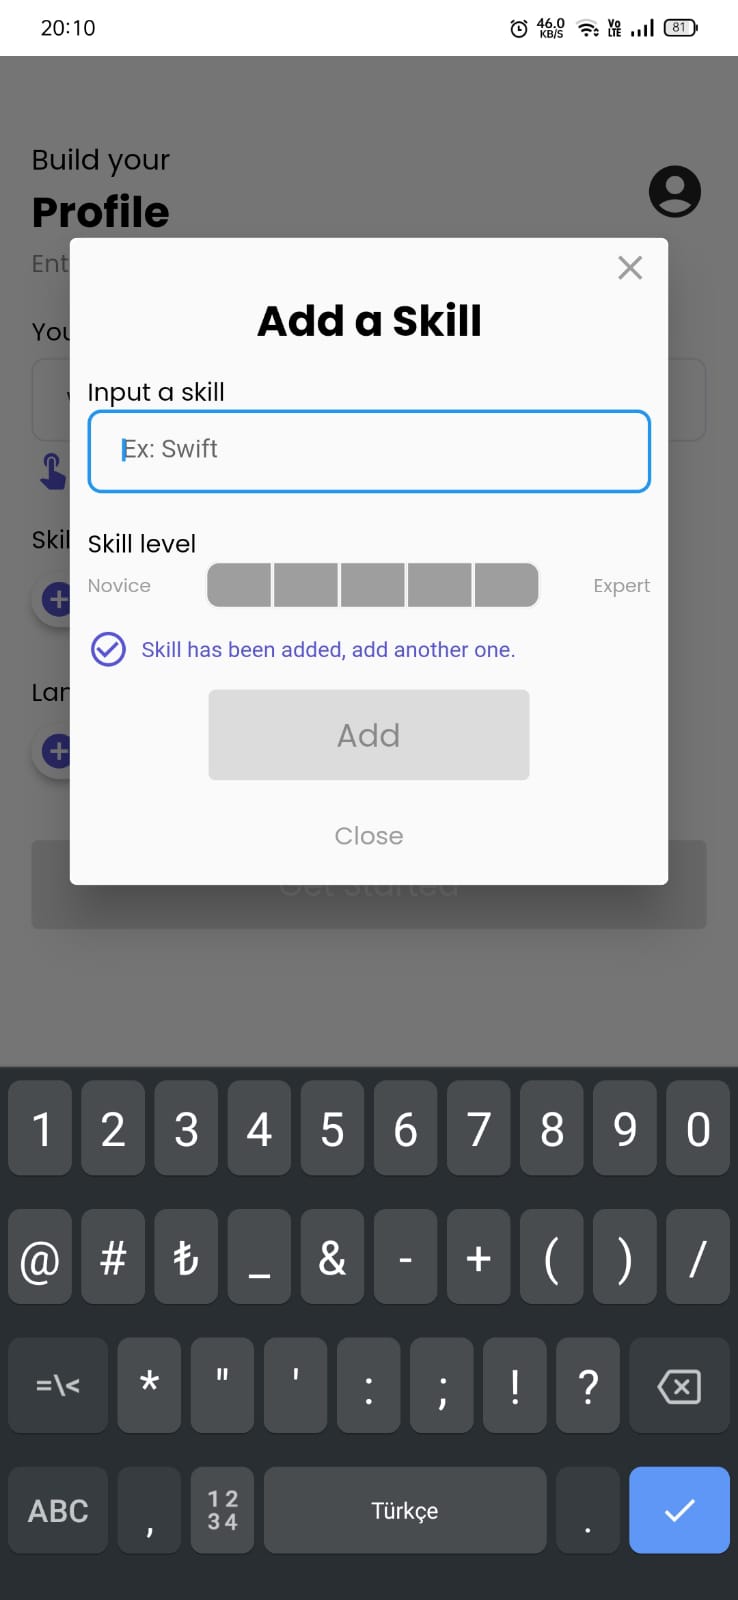 20:10
46.0
KB/S
Vo
LTE
81
Build your
Profile
Ent
You
Add a Skill
Input a skill
Ex: Swift
Skill level
Novice
Expert
Skil
Skill has been added, add another one.
Lan
Add
Close
Get Started
1 2 3 4 5 6 7 8 9 0
@ # ₺ _ & - + ( ) /
=\< * " ' : ; ! ?
ABC , 12 34 Türkçe .